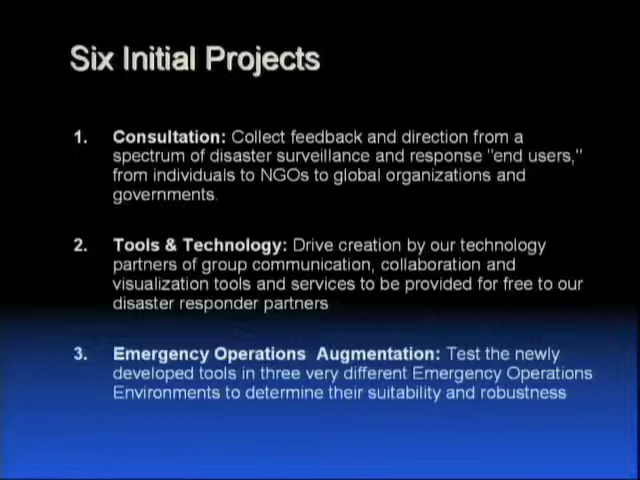 Six Initial Projects
1. Consultation: Collect feedback and direction from a
spectrum of disaster surveillance and response "end users,"
from individuals to NGOs to global organizations and
governments.
2. Tools & Technology: Drive creation by our technology
partners of group communication, collaboration and
visualization tools and services to be provided for free to our
disaster responder partners
3. Emergency Operations Augmentation: Test the newly
developed tools in three very different Emergency Operations
Environments to determine their suitability and robustness